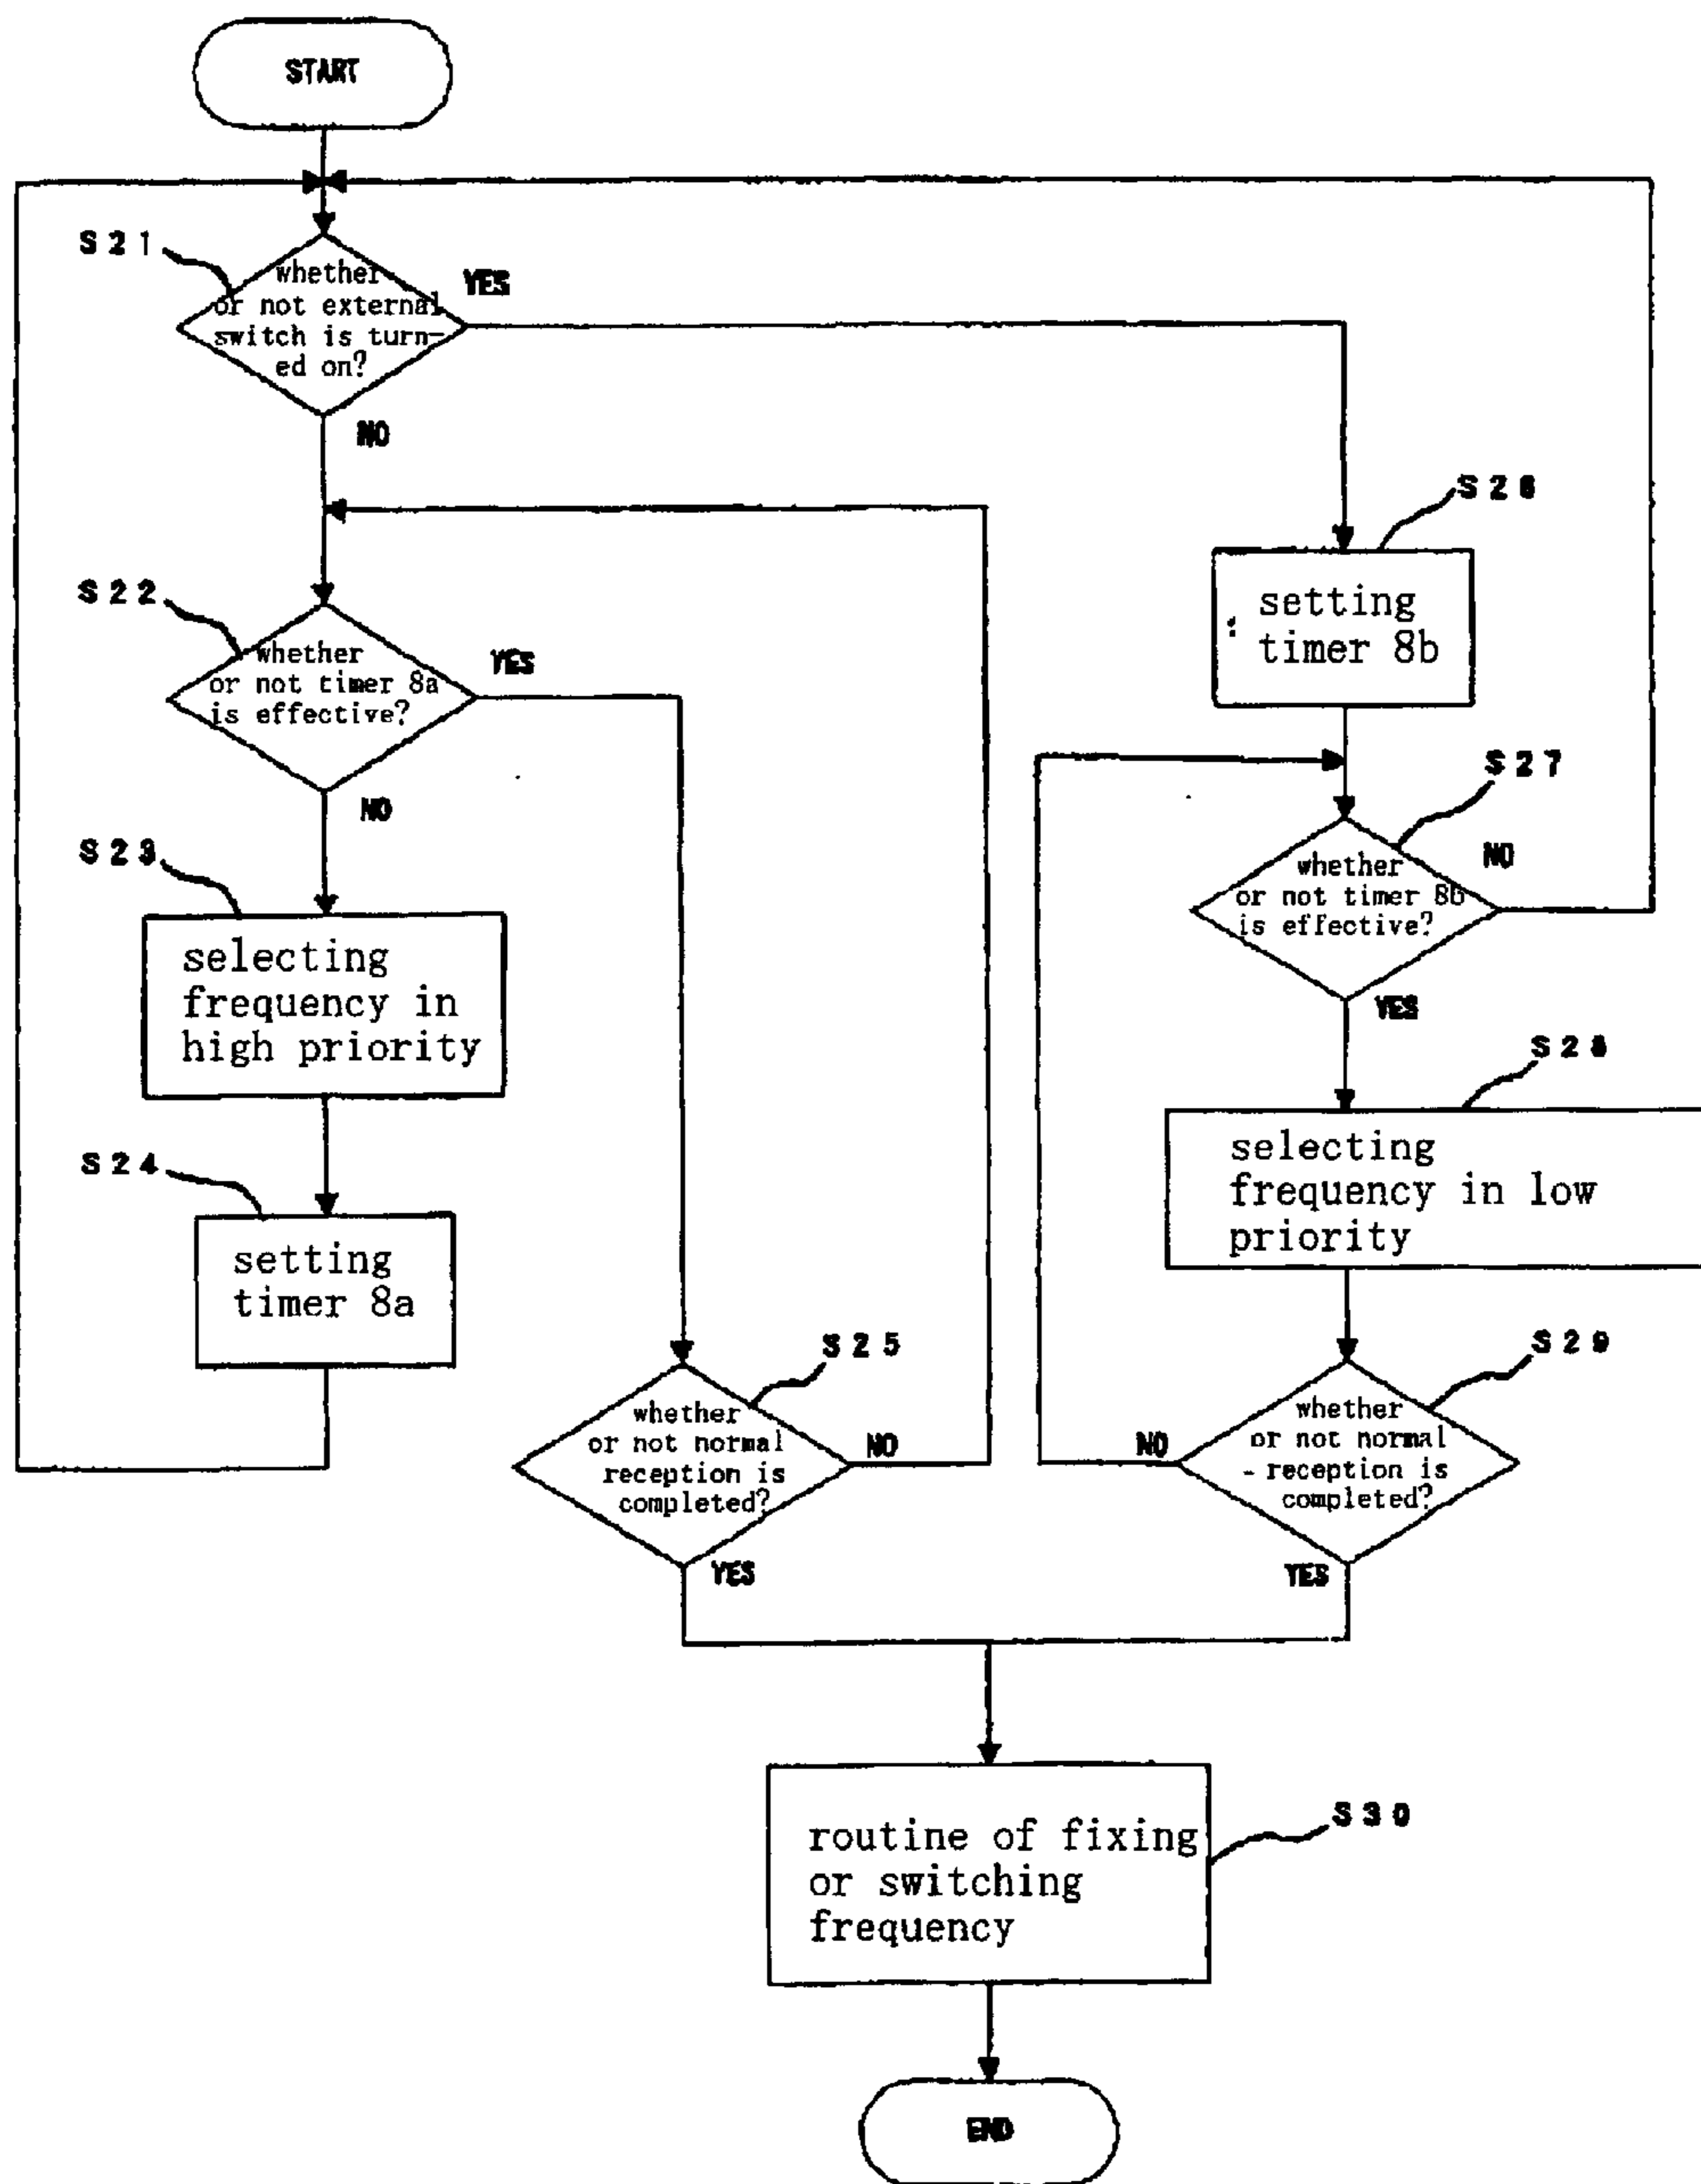 START
S21
whether
or not external
switch is turn-
ed on?
YES
NO
S22
whether
or not timer 8a
is effective?
YES
NO
S23
selecting
frequency in
high priority
S24
setting
timer 8a
S25
whether
or not normal
reception is
completed?
NO
YES
S26
setting
timer 8b
S27
whether
or not timer 8b
is effective?
NO
YES
S28
selecting
frequency in low
priority
S29
whether
or not normal
reception is
completed?
NO
YES
S30
routine of fixing
or switching
frequency
END